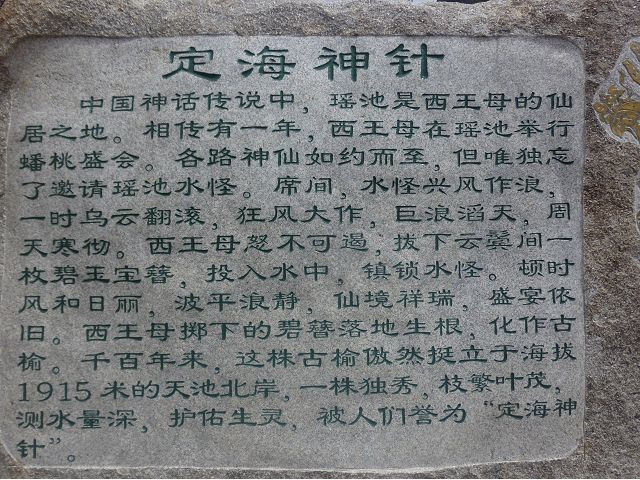 定海神针
中国神话传说中，瑶池是西王母的仙
居之地。相传有一年，西王母在瑶池举行
蟠桃盛会。各路神仙如约而至，但唯独忘
了邀请瑶池水怪。席间，水怪兴风作浪，
一时乌云翻滚，狂风大作，巨浪滔天，周
天寒彻。西王母怒不可遏，拔下云鬓间一
枚碧玉宝簪，投入水中，镇锁水怪。顿时
风和日丽，波平浪静，仙境祥瑞，盛宴依
旧。西王母掷下的碧簪落地生根，化作古
榆。千百年来，这株古榆傲然挺立于海拔
1915米的天池北岸，一株独秀，枝繁叶茂，
测水量深，护佑生灵，被人们誉为“定海神
针”。